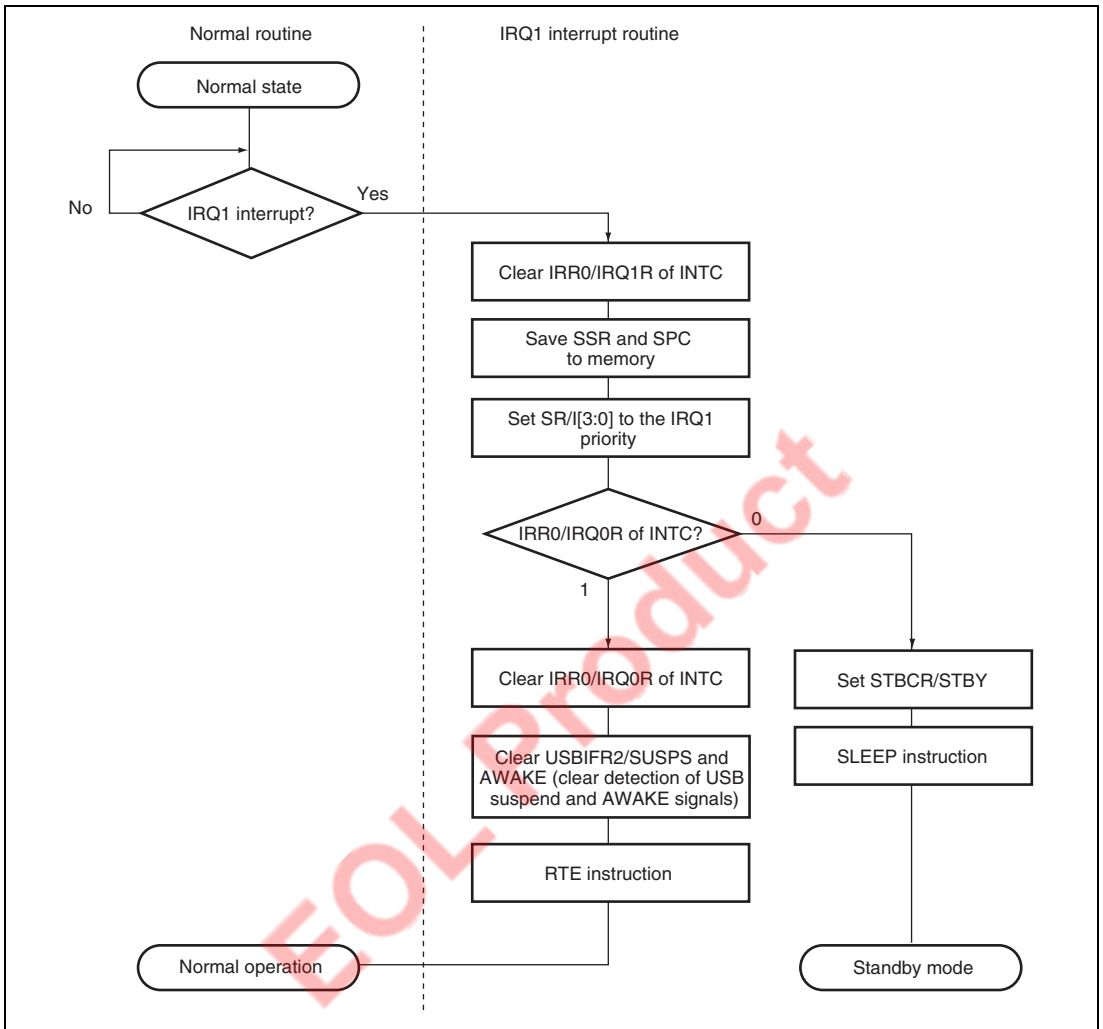 Normal routine
IRQ1 interrupt routine
Normal state
No
Yes
IRQ1 interrupt?
Clear IRR0/IRQ1R of INTC
Save SSR and SPC
to memory
Set SR/I[3:0] to the IRQ1
priority
IRR0/IRQ0R of INTC?
0
1
Clear IRR0/IRQ0R of INTC
Set STBCR/STBY
Clear USBIFR2/SUSPS and
AWAKE (clear detection of USB
suspend and AWAKE signals)
SLEEP instruction
RTE instruction
Normal operation
Standby mode
EOL Product